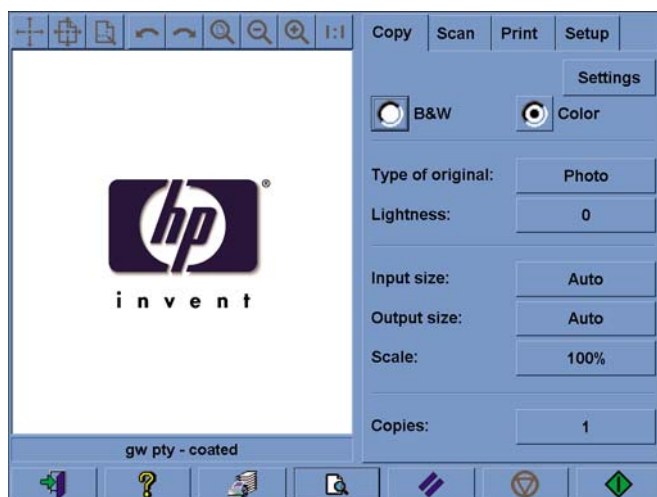 1:1
Copy Scan Print Setup
Settings
B&W Color
Type of original: Photo
Lightness: 0
hp®
invent
Input size: Auto
Output size: Auto
Scale: 100%
Copies: 1
gw pty - coated